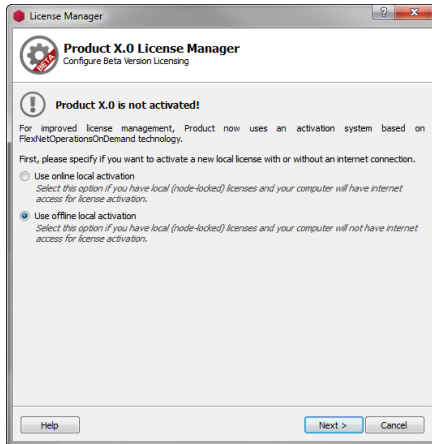 License Manager
Product X.0 License Manager
Configure Beta Version Licensing
BETA
Product X.0 is not activated!
For improved license management, Product now uses an activation system based on
FlexNetOperationsOnDemand technology.
First, please specify if you want to activate a new local license with or without an internet connection.
Use online local activation
Select this option if you have local (node-locked) licenses and your computer will have internet
access for license activation.
Use offline local activation
Select this option if you have local (node-locked) licenses and your computer will not have internet
access for license activation.
Help
Next >
Cancel